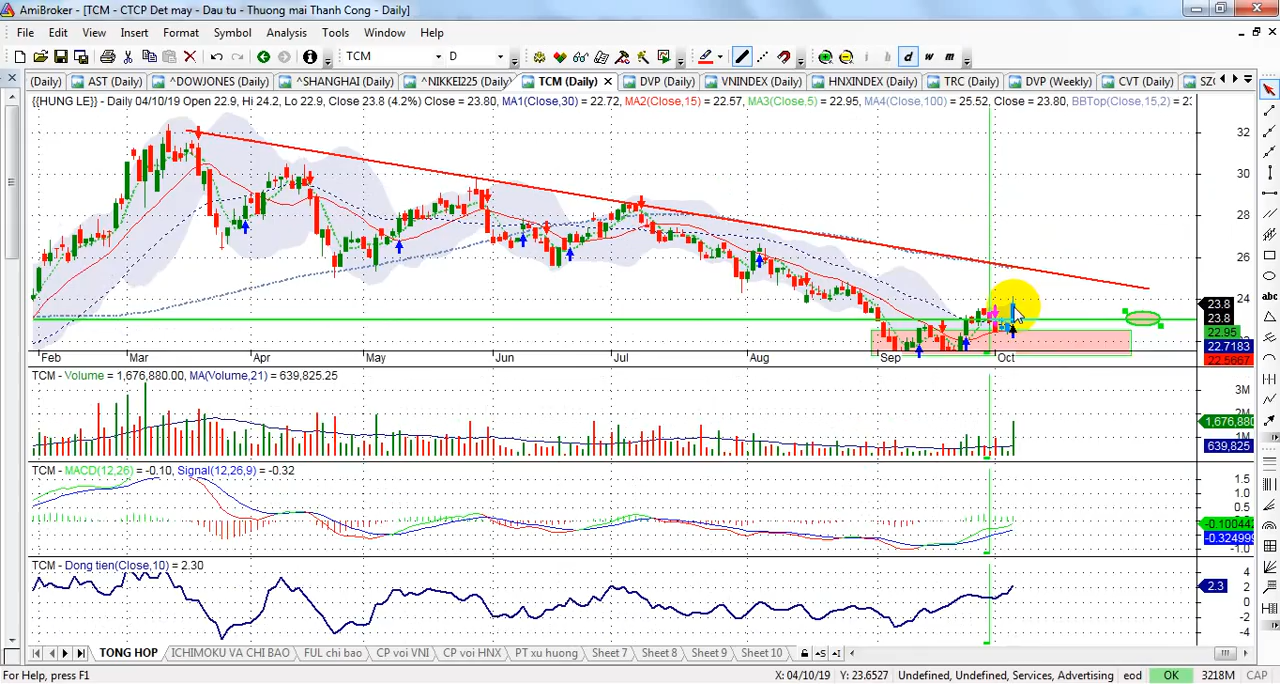 AmiBroker - [TCM - CTCP Det may - Dau tu - Thuong mai Thanh Cong - Daily]
File Edit View Insert Format Symbol Analysis Tools Window Help
TCM D d w m
(Daily) AST (Daily) ^DOWJONES (Daily) ^SHANGHAI (Daily) ^NIKKEI225 (Daily) TCM (Daily) DVP (Daily) VNINDEX (Daily) HNXINDEX (Daily) TRC (Daily) DVP (Weekly) CVT (Daily)
{{HUNG LE}} - Daily 04/10/19 Open 22.9, Hi 24.2, Lo 22.9, Close 23.8 (4.2%) Close = 23.80, MA1(Close,30) = 22.72, MA2(Close,15) = 22.57, MA3(Close,5) = 22.95, MA4(Close,100) = 25.52, Close = 23.80, BBTop(Close,15,2) =
32
30
28
26
24
23.8
23.8
22.95
22.7183
22.5667
Feb Mar Apr May Jun Jul Aug Sep Oct
abc
TCM - Volume = 1,676,880.00, MA(Volume,21) = 639,825.25
3M
2M
1,676,880
1M
639,825
TCM - MACD(12,26) = -0.10, Signal(12,26,9) = -0.32
1.5
1.0
0.5
-0.100442
-0.324999
-1.0
TCM - Dong tien(Close,10) = 2.30
4
2.3
0
-2
-4
TONG HOP ICHIMOKU VA CHI BAO FUL chi bao CP voi VNI CP voi HNX PT xu huong Sheet 7 Sheet 8 Sheet 9 Sheet 10
For Help, press F1 X: 04/10/19 Y: 23.6527 Undefined, Undefined, Services, Advertising eod OK 3218M CAP